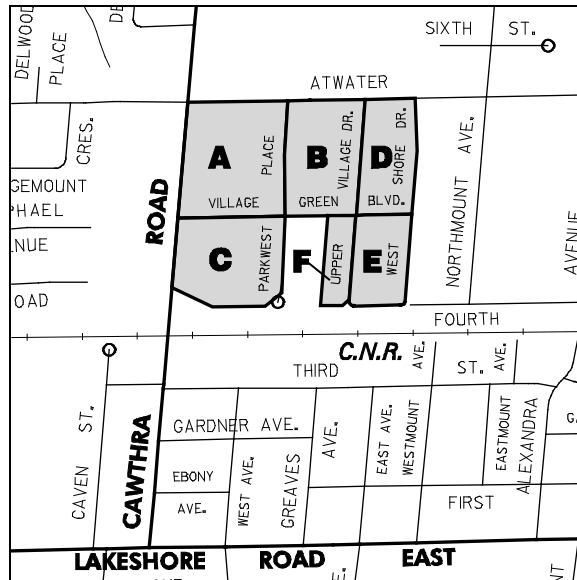 SIXTH ST.
DELWOOD
PLACE
DE
ATWATER
CRES.
GEMOUNT
PHAEL
NUE
OAD
ROAD
A
PLACE
B
VILLAGE DR.
D
SHORE DR.
NORTHMOUNT AVE.
AVENUE
VILLAGE GREEN BLVD.
C
PARKWEST
F
UPPER
E
WEST
FOURTH
C.N.R.
THIRD ST.
AVE.
AVE.
CAVEN ST.
CAWTHRA
GARDNER AVE.
EBONY
AVE.
WEST AVE.
GREAVES AVE.
EAST AVE.
WESTMOUNT
EASTMOUNT
ALEXANDRA
GA
FIRST
LAKESHORE ROAD EAST